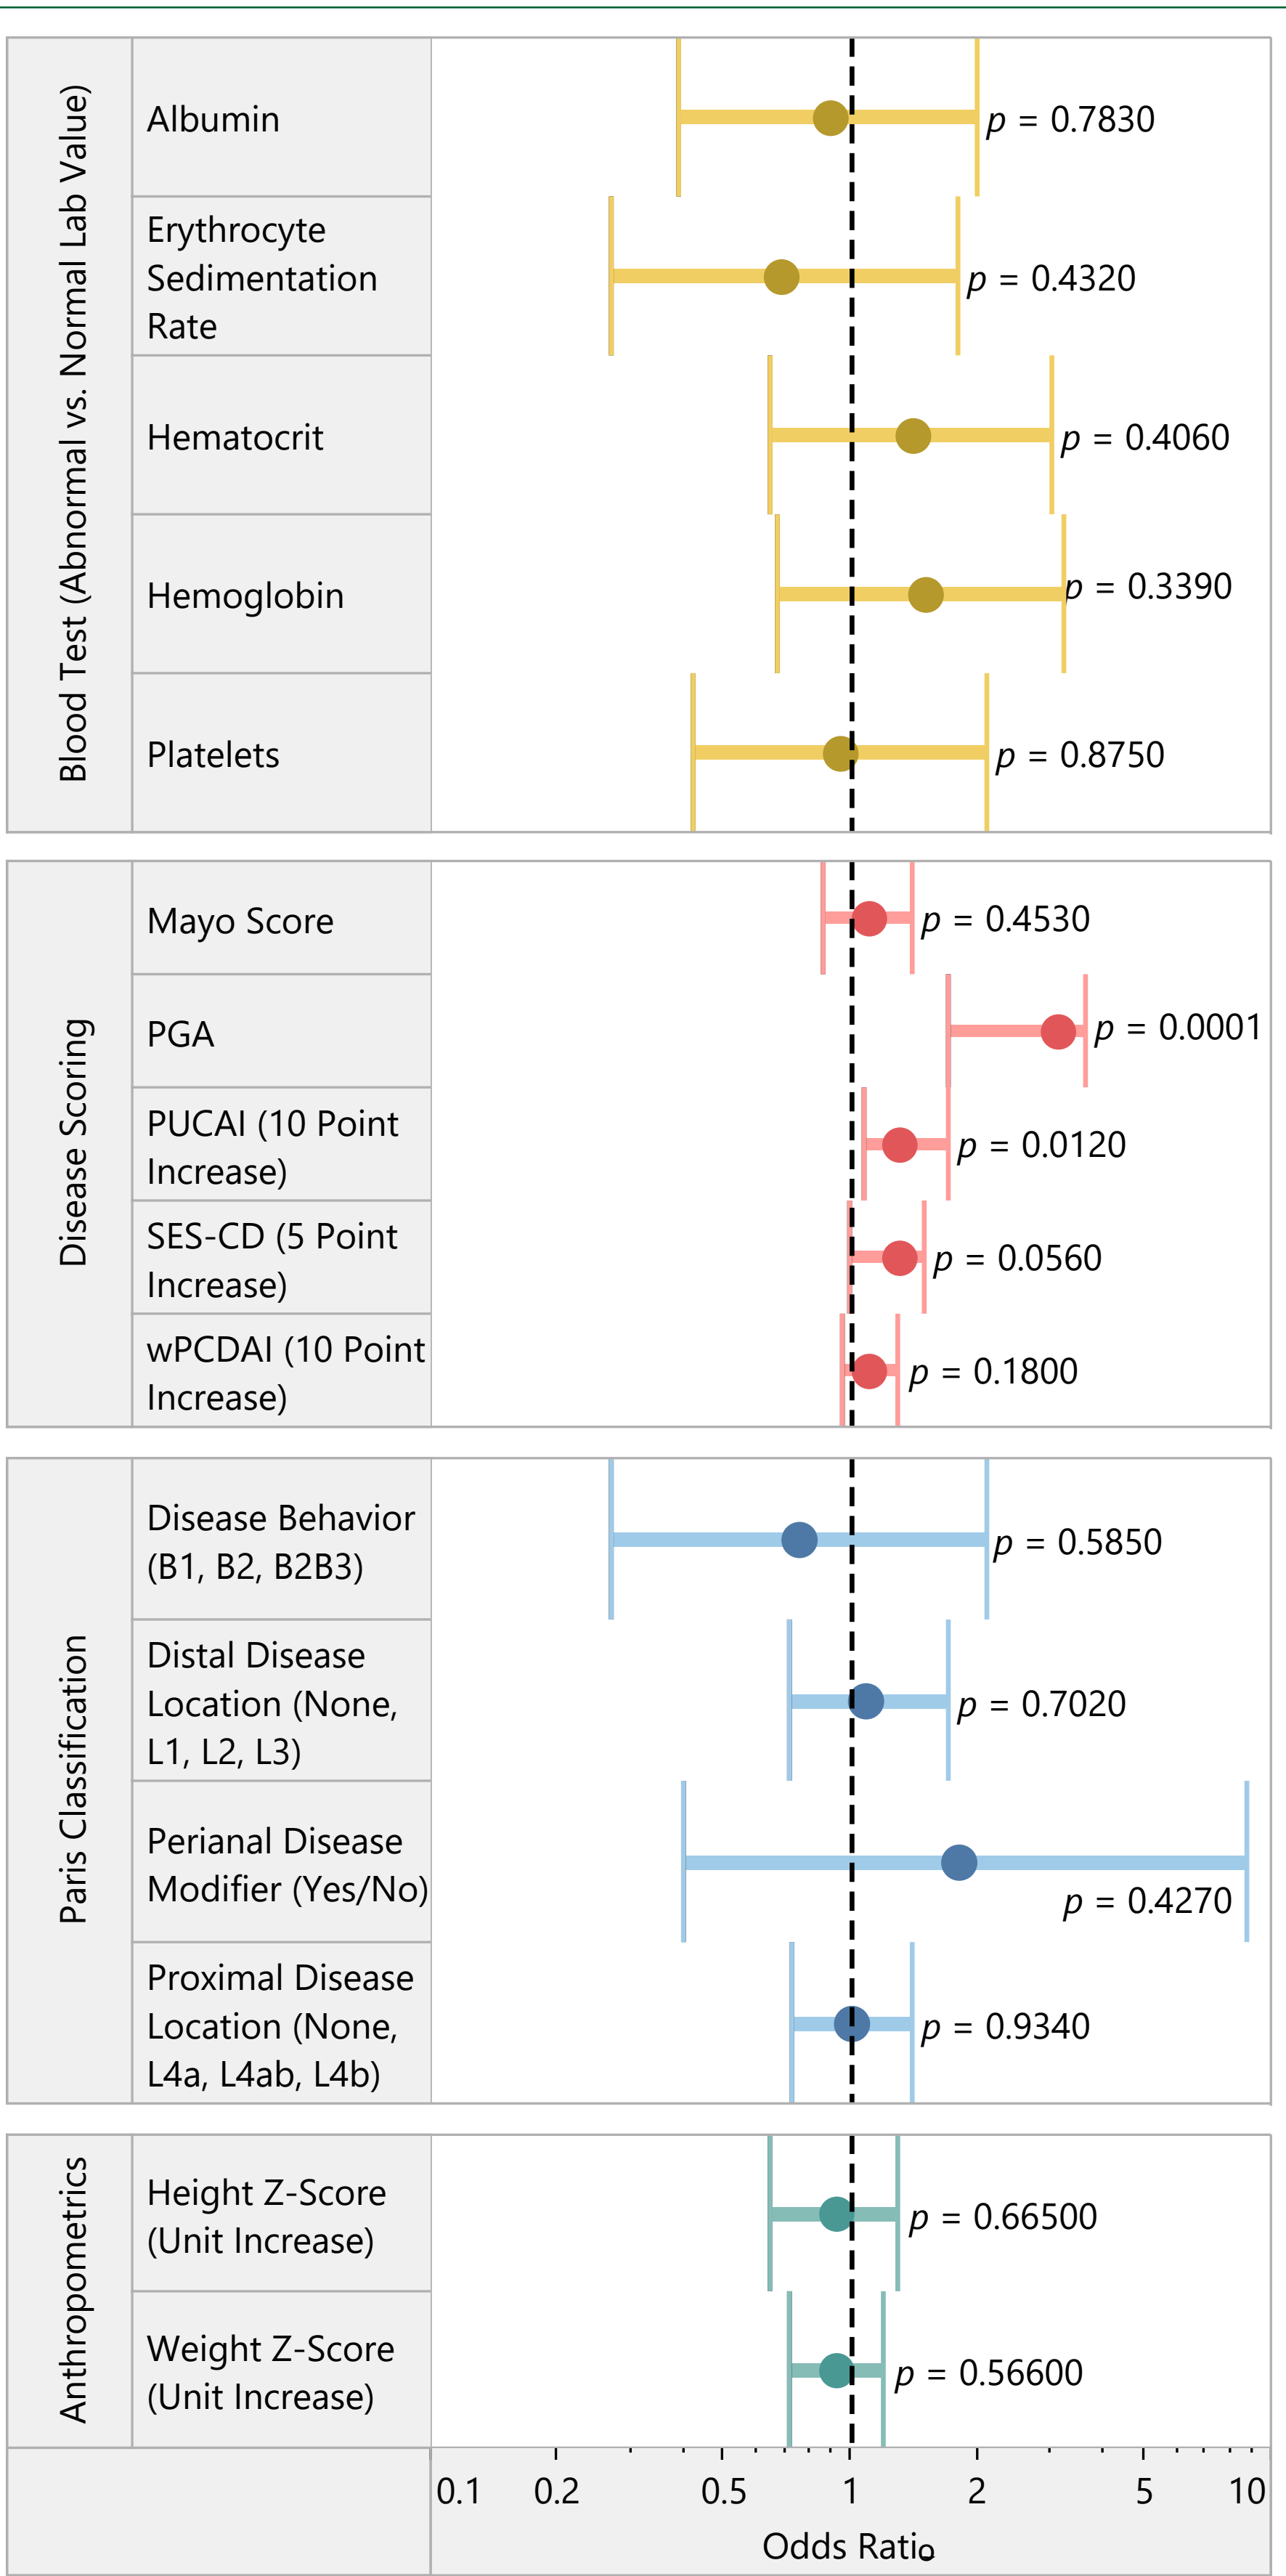 Blood Test (Abnormal vs. Normal Lab Value)
Albumin
p = 0.7830
Erythrocyte
Sedimentation
Rate
p = 0.4320
Hematocrit
p = 0.4060
Hemoglobin
p = 0.3390
Platelets
p = 0.8750
Disease Scoring
Mayo Score
p = 0.4530
PGA
p = 0.0001
PUCAI (10 Point
Increase)
p = 0.0120
SES-CD (5 Point
Increase)
p = 0.0560
wPCDAI (10 Point
Increase)
p = 0.1800
Paris Classification
Disease Behavior
(B1, B2, B2B3)
p = 0.5850
Distal Disease
Location (None,
L1, L2, L3)
p = 0.7020
Perianal Disease
Modifier (Yes/No)
p = 0.4270
Proximal Disease
Location (None,
L4a, L4ab, L4b)
p = 0.9340
Anthropometrics
Height Z-Score
(Unit Increase)
p = 0.66500
Weight Z-Score
(Unit Increase)
p = 0.56600
0.1 0.2 0.5 1 2 5 10
Odds Ratio